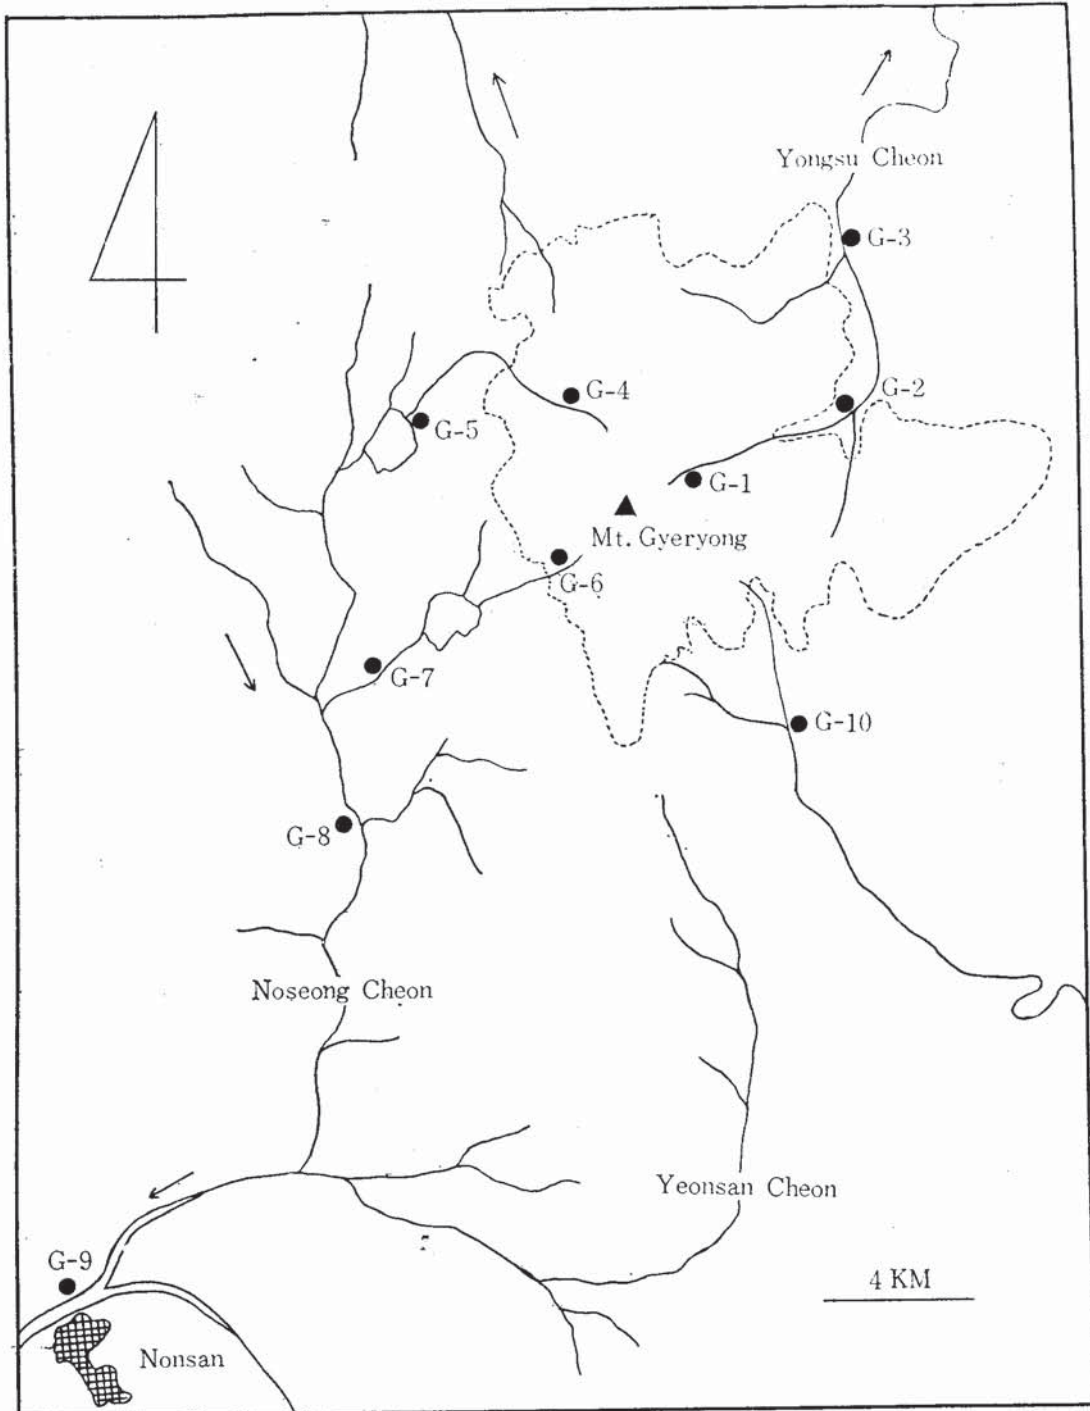 Yongsu Cheon
G-3
G-4
G-2
G-5
G-1
Mt. Gyeryong
G-6
G-7
G-10
G-8
Noseong Cheon
Yeonsan Cheon
G-9
4 KM
Nonsan